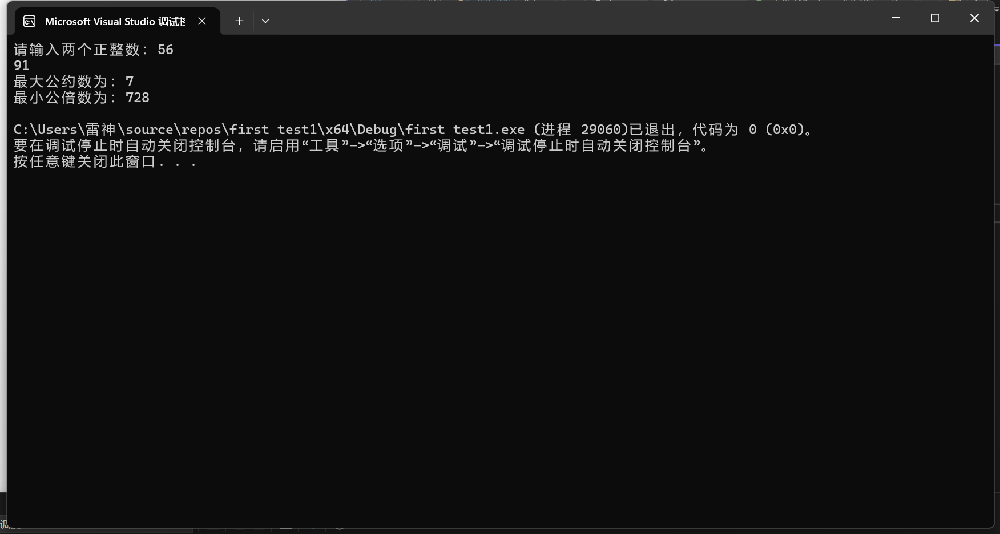 Microsoft Visual Studio 调试
请输入两个正整数：56
91
最大公约数为：7
最小公倍数为：728
C:\Users\雷神\source\repos\first test1\x64\Debug\first test1.exe (进程 29060)已退出，代码为 0 (0x0)。
要在调试停止时自动关闭控制台，请启用“工具”->“选项”->“调试”->“调试停止时自动关闭控制台”。
按任意键关闭此窗口. . .